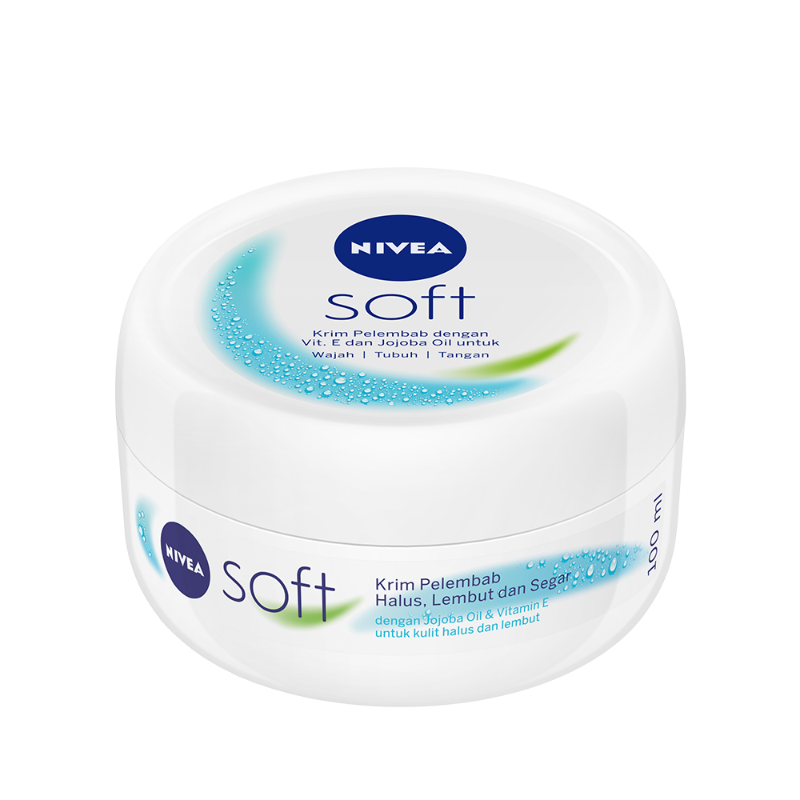 NIVEA
soft
Krim Pelembab dengan
Vit. E dan Jojoba Oil untuk
Wajah | Tubuh | Tangan
NIVEA
soft
Krim Pelembab
Halus, Lembut dan Segar
dengan Jojoba Oil & Vitamin E
untuk kulit halus dan lembut
100 ml